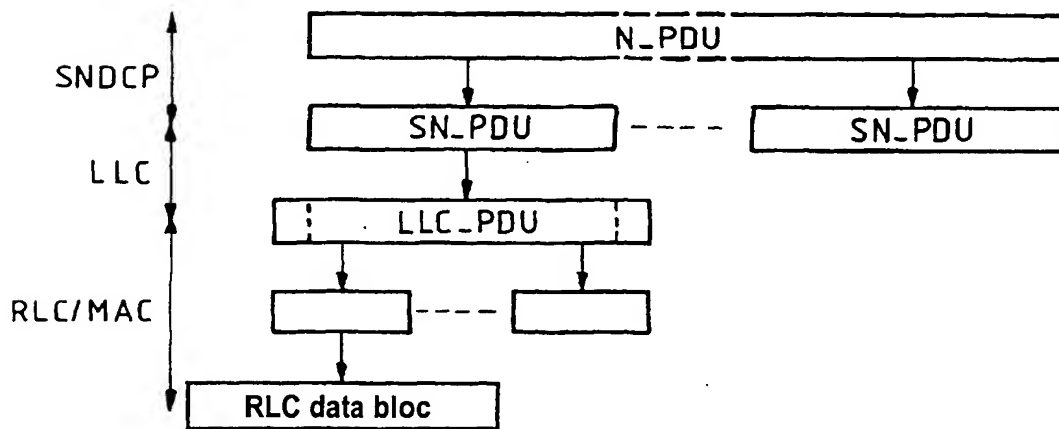 N_PDU
SNDCP
SN_PDU
SN_PDU
LLC
LLC_PDU
RLC/MAC
RLC data bloc